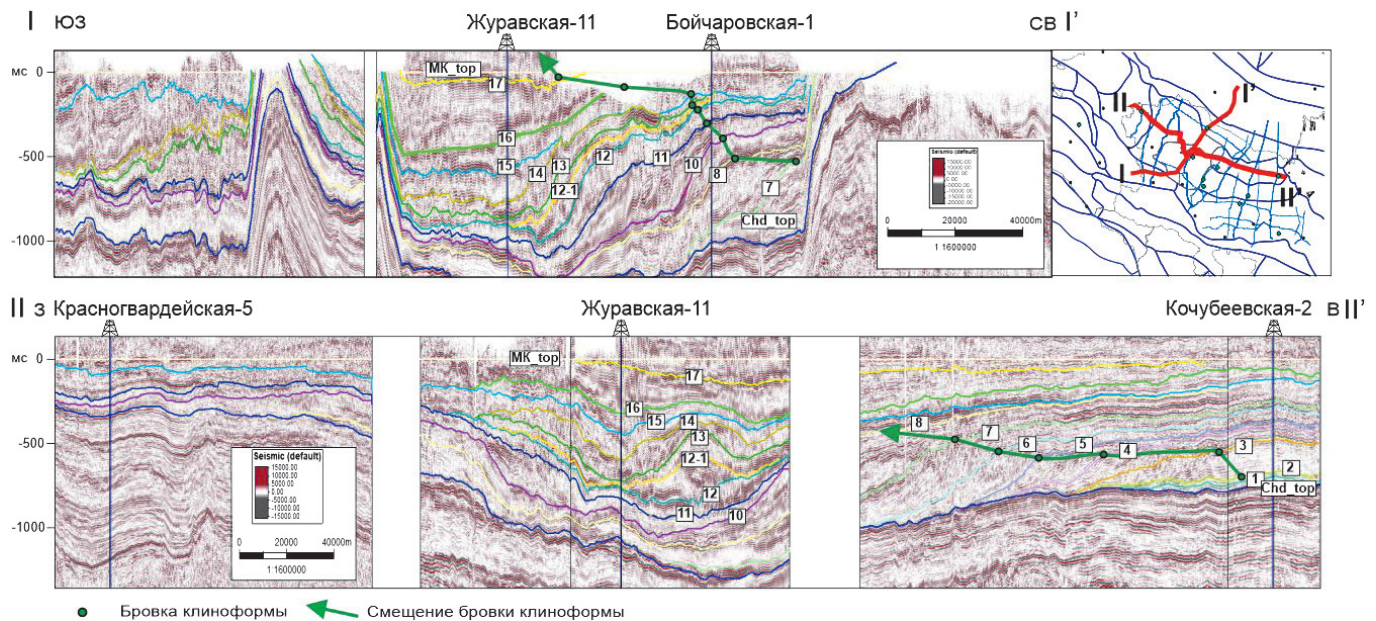 I ЮЗ
Журавская-11
Бойчаровская-1
СВ I’
мс
0
-500
-1000
МК_top
17
16
15
14
13
12-1
12
11
10
8
7
Chd_top
Seismic (default)
0
20000
40000m
1 1600000
II
I’
I
II’
II З Красногвардейская-5
Журавская-11
Кочубеевская-2 В II’
мс
0
-500
-1000
Seismic (default)
15000.00
10000.00
5000.00
0.00
-5000.00
-10000.00
-15000.00
0
20000
40000m
1 1600000
МК_top
17
16
15
14
13
12-1
12
11
10
8
7
6
5
4
3
2
1
Chd_top
Бровка клиноформы
Смещение бровки клиноформы